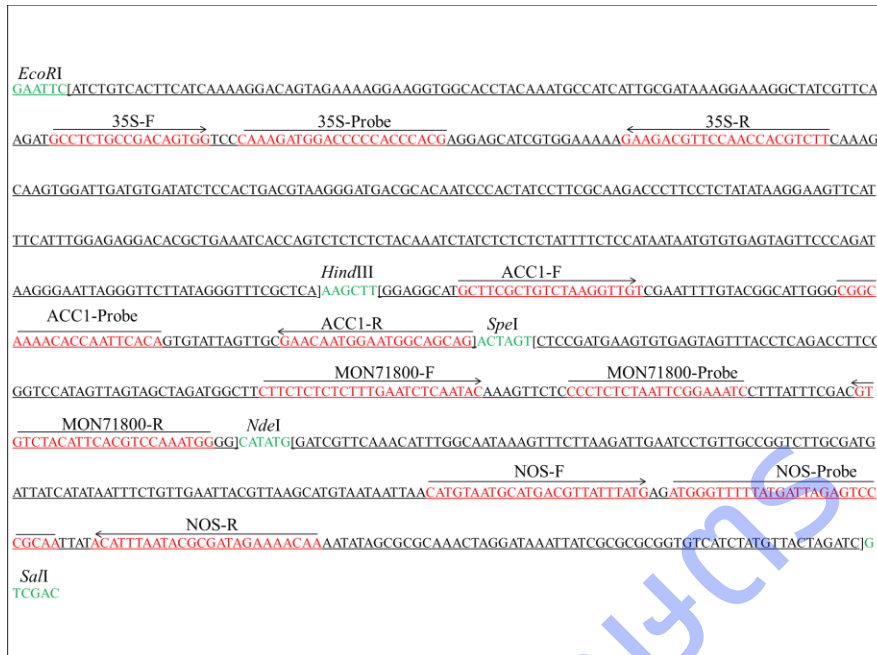 EcoRI
GAATTC[ATCTGTCACTTCATCAAAAGGACAGTAGAAAAGGAAGGTGGCACCTACAAATGCCATCATTGCGATAAAGGAAAGGCTATCGTTCA
35S-F 35S-Probe 35S-R
AGATGCCTCTGCCGACAGTGGTCCCAAAGATGGACCCCCACCCACGAGGAGCATCGTGGAAAAAGAAGACGTTCCAACCACGTCTTCAAAG
CAAGTGGATTGATGTGATATCTCCACTGACGTAAGGGATGACGCACAATCCCACTATCCTTCGCAAGACCCTTCCTCTATATAAGGAAGTTCAT
TTCATTTGGAGAGGACACGCTGAAATCACCAGTCTCTCTCTACAAATCTATCTCTCTCTATTTTCTCCATAATAATGTGTGAGTAGTTCCCAGAT
HindIII ACC1-F
AAGGGAATTAGGGTTCTTATAGGGTTTCGCTCA]AAGCTT[GGAGGCATGCTTCGCTGTCTAAGGTTGTCGAATTTTGTACGGCATTGGGCGGC
ACC1-Probe ACC1-R SpeI
AAAACACCAATTCACAGTGTATTAGTTGCGAACAATGGAATGGCAGCAG]ACTAGT[CTCCGATGAAGTGTGAGTAGTTTACCTCAGACCTTCC
MON71800-F MON71800-Probe
GGTCCATAGTTAGTAGCTAGATGGCTTCTTCTCTCTCTTTGAATCTCAATACAAAGTTCTCCCCTCTCTAATTCGGAAATCCTTTATTTCGACGT
MON71800-R NdeI
GTCTACATTCACGTCCAAATGGGG]CATATG[GATCGTTCAAACATTTGGCAATAAAGTTTCTTAAGATTGAATCCTGTTGCCGGTCTTGCGATG
NOS-F NOS-Probe
ATTATCATATAATTTCTGTTGAATTACGTTAAGCATGTAATAATTAACATGTAATGCATGACGTTATTTATGAGATGGGTTTTTATGATTAGAGTCC
NOS-R
CGCAATTATACATTTAATACGCGATAGAAAACAAAATATAGCGCGCAAACTAGGATAAATTATCGCGCGCGGTGTCATCTATGTTACTAGATC]G
SalI
TCGAC